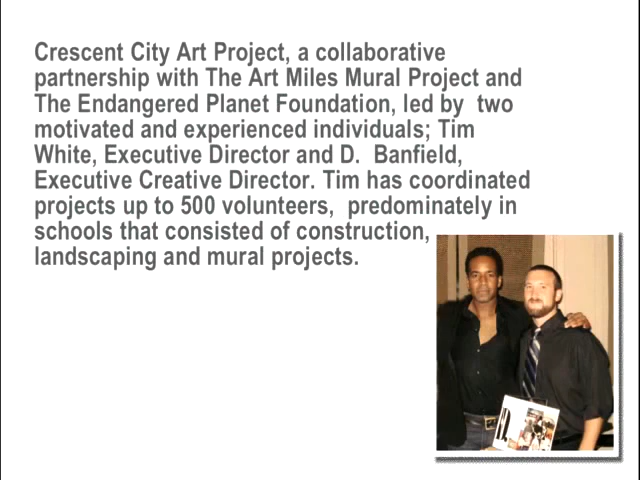 Crescent City Art Project, a collaborative
partnership with The Art Miles Mural Project and
The Endangered Planet Foundation, led by  two
motivated and experienced individuals; Tim
White, Executive Director and D.  Banfield,
Executive Creative Director. Tim has coordinated
projects up to 500 volunteers,  predominately in
schools that consisted of construction,
landscaping and mural projects.